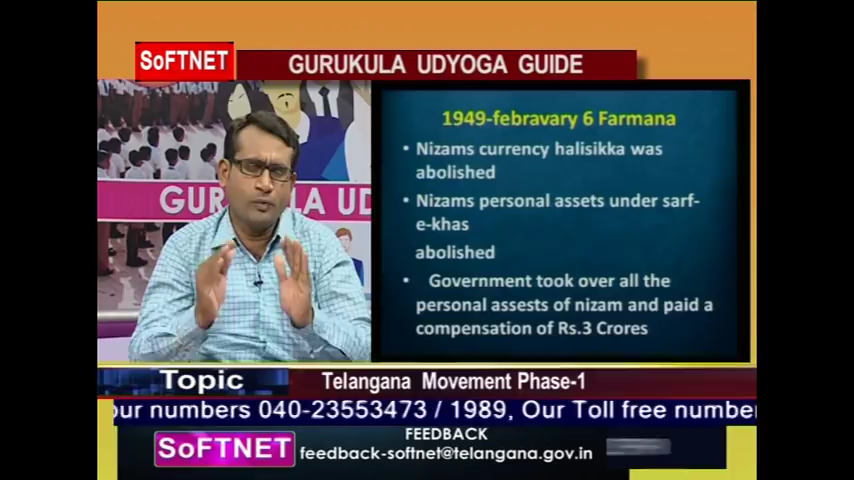 SoFTNET
GURUKULA UDYOGA GUIDE
GURU LA UD
1949-febravary 6 Farmana
• Nizams currency halisikka was
abolished
• Nizams personal assets under sarf-
e-khas
abolished
• Government took over all the
personal assests of nizam and paid a
compensation of Rs.3 Crores
Topic
Telangana Movement Phase-1
our numbers 040-23553473 / 1989, Our Toll free number
SoFTNET
FEEDBACK
feedback-softnet@telangana.gov.in